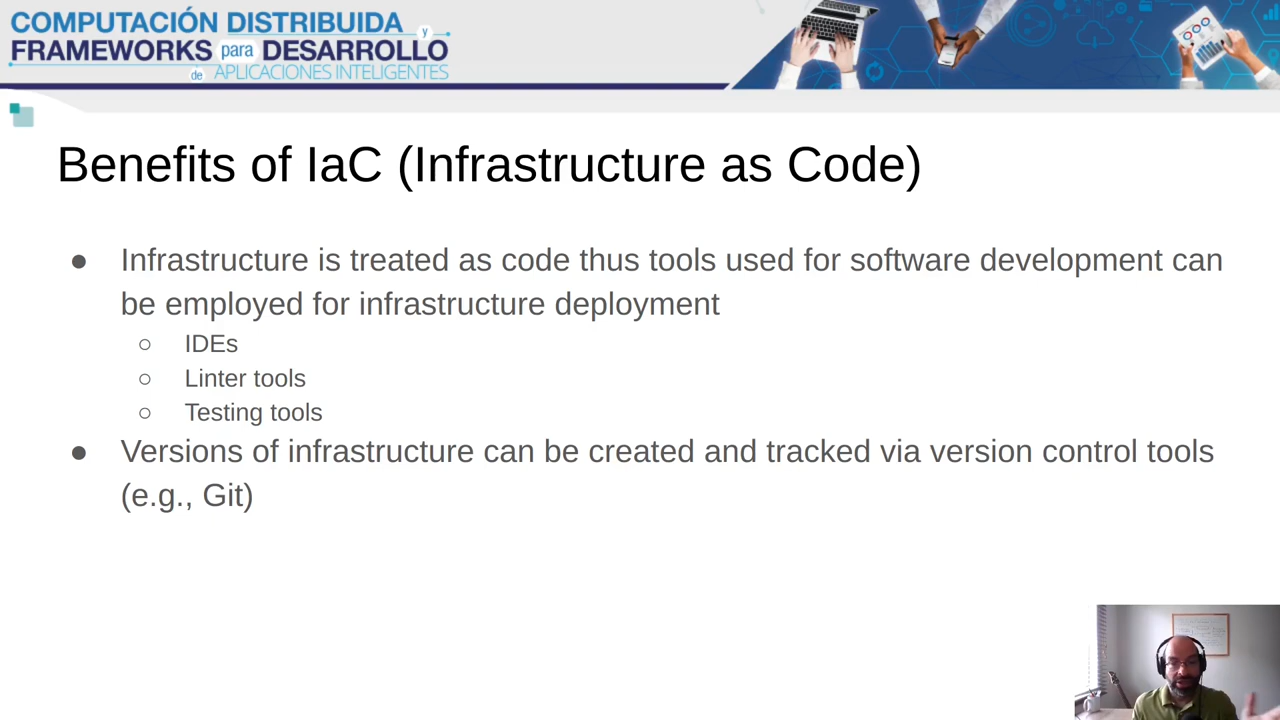 COMPUTACIÓN DISTRIBUIDA y
FRAMEWORKS para DESARROLLO
de APLICACIONES INTELIGENTES
Benefits of IaC (Infrastructure as Code)
● Infrastructure is treated as code thus tools used for software development can
be employed for infrastructure deployment
○ IDEs
○ Linter tools
○ Testing tools
● Versions of infrastructure can be created and tracked via version control tools
(e.g., Git)